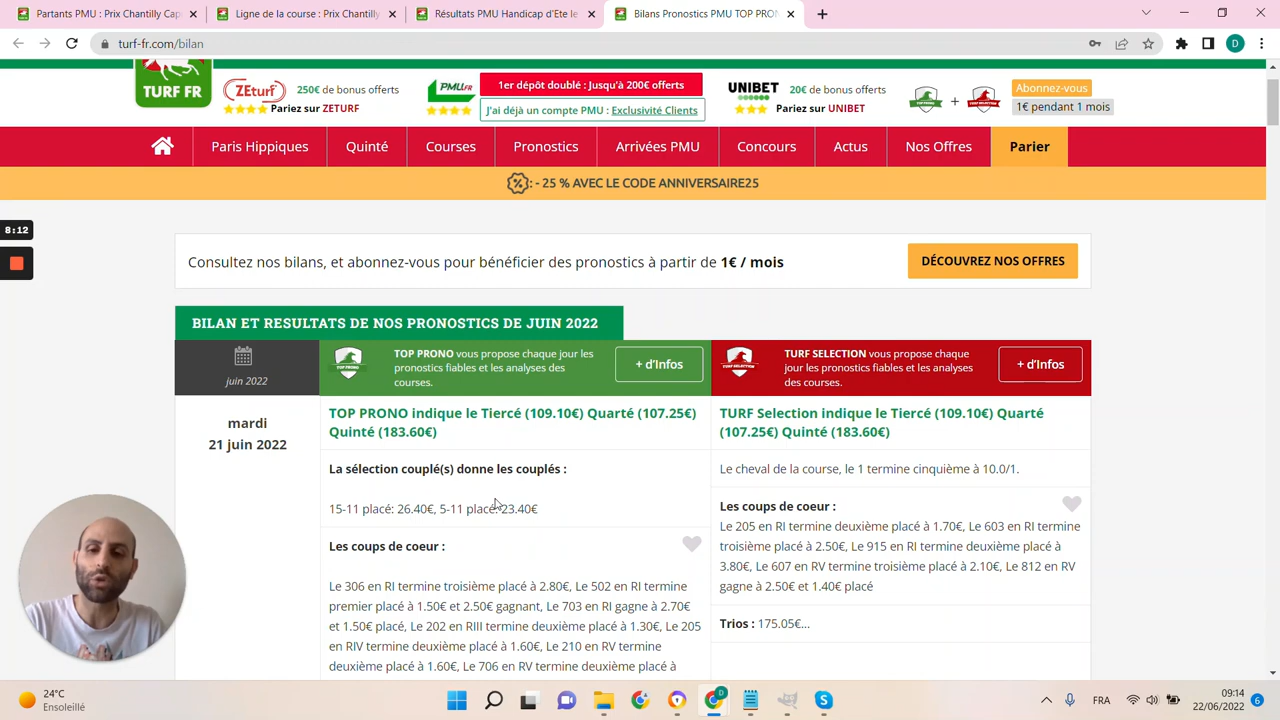 Partants PMU : Prix Chantilly Cap
Ligne de la course : Prix Chantilly
Résultats PMU Handicap d'Ete le
Bilans Pronostics PMU TOP PRON
turf-fr.com/bilan
D
TURF FR
ZEturf
250€ de bonus offerts
Pariez sur ZETURF
PMU.FR
1er dépôt doublé : Jusqu'à 200€ offerts
J'ai déjà un compte PMU : Exclusivité Clients
UNIBET
20€ de bonus offerts
Pariez sur UNIBET
+
Abonnez-vous
1€ pendant 1 mois
Paris Hippiques
Quinté
Courses
Pronostics
Arrivées PMU
Concours
Actus
Nos Offres
Parier
: - 25 % AVEC LE CODE ANNIVERSAIRE25
8:12
Consultez nos bilans, et abonnez-vous pour bénéficier des pronostics à partir de 1€ / mois
DÉCOUVREZ NOS OFFRES
BILAN ET RESULTATS DE NOS PRONOSTICS DE JUIN 2022
juin 2022
TOP PRONO
TOP PRONO vous propose chaque jour les
pronostics fiables et les analyses des
courses.
+ d'Infos
TURF SELECTION
TURF SELECTION vous propose chaque
jour les pronostics fiables et les analyses
des courses.
+ d'Infos
mardi
21 juin 2022
TOP PRONO indique le Tiercé (109.10€) Quarté (107.25€)
Quinté (183.60€)
La sélection couplé(s) donne les couplés :
15-11 placé: 26.40€, 5-11 placé: 23.40€
Les coups de coeur :
Le 306 en RI termine troisième placé à 2.80€, Le 502 en RI termine
premier placé à 1.50€ et 2.50€ gagnant, Le 703 en RI gagne à 2.70€
et 1.50€ placé, Le 202 en RIII termine deuxième placé à 1.30€, Le 205
en RIV termine deuxième placé à 1.60€, Le 210 en RV termine
deuxième placé à 1.60€, Le 706 en RV termine deuxième placé à
TURF Selection indique le Tiercé (109.10€) Quarté
(107.25€) Quinté (183.60€)
Le cheval de la course, le 1 termine cinquième à 10.0/1.
Les coups de coeur :
Le 205 en RI termine deuxième placé à 1.70€, Le 603 en RI termine
troisième placé à 2.50€, Le 915 en RI termine deuxième placé à
3.80€, Le 607 en RV termine troisième placé à 2.10€, Le 812 en RV
gagne à 2.50€ et 1.40€ placé
Trios : 175.05€...
24°C
Ensoleillé
D
FRA
09:14
22/06/2022
6